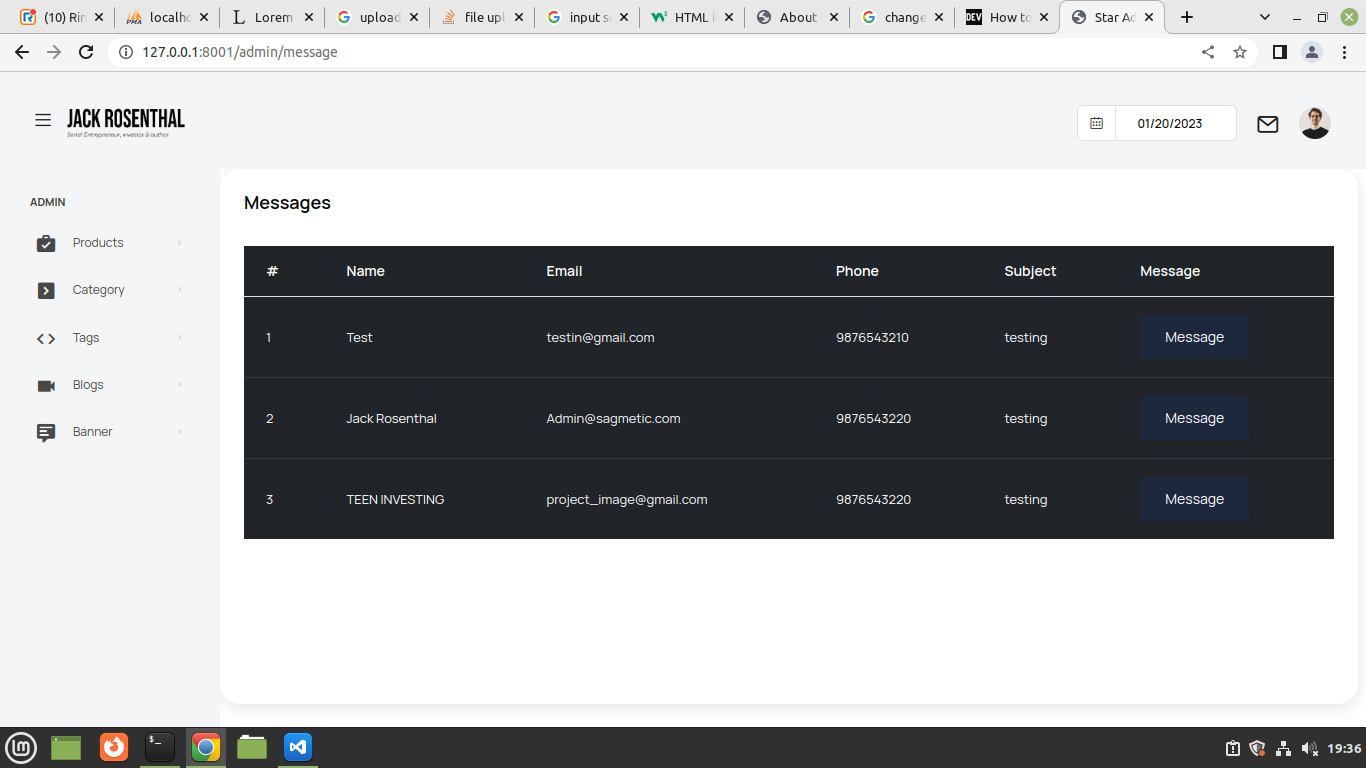 (10) Rin
localho
Lorem
upload
file upl
input se
HTML i
About
change
How to
Star Ad
127.0.0.1:8001/admin/message
JACK ROSENTHAL
Serial Entrepreneur, investor & author
01/20/2023
ADMIN
Products
Category
Tags
Blogs
Banner
Messages
# Name Email Phone Subject Message
1 Test testin@gmail.com 9876543210 testing Message
2 Jack Rosenthal Admin@sagmetic.com 9876543220 testing Message
3 TEEN INVESTING project_image@gmail.com 9876543220 testing Message
19:36